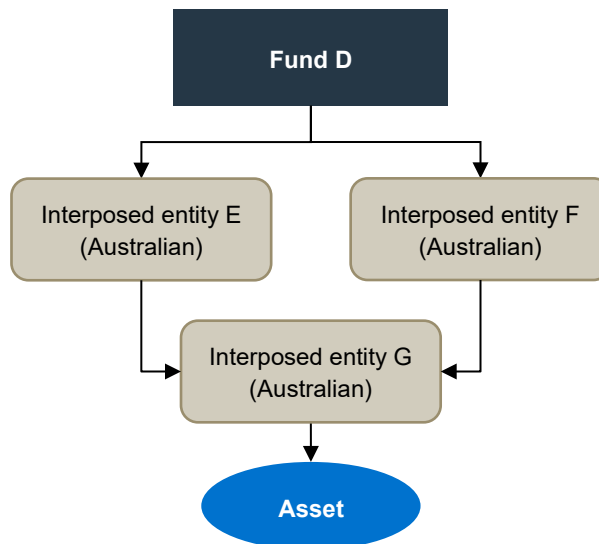 Fund D
Interposed entity E
(Australian)
Interposed entity F
(Australian)
Interposed entity G
(Australian)
Asset